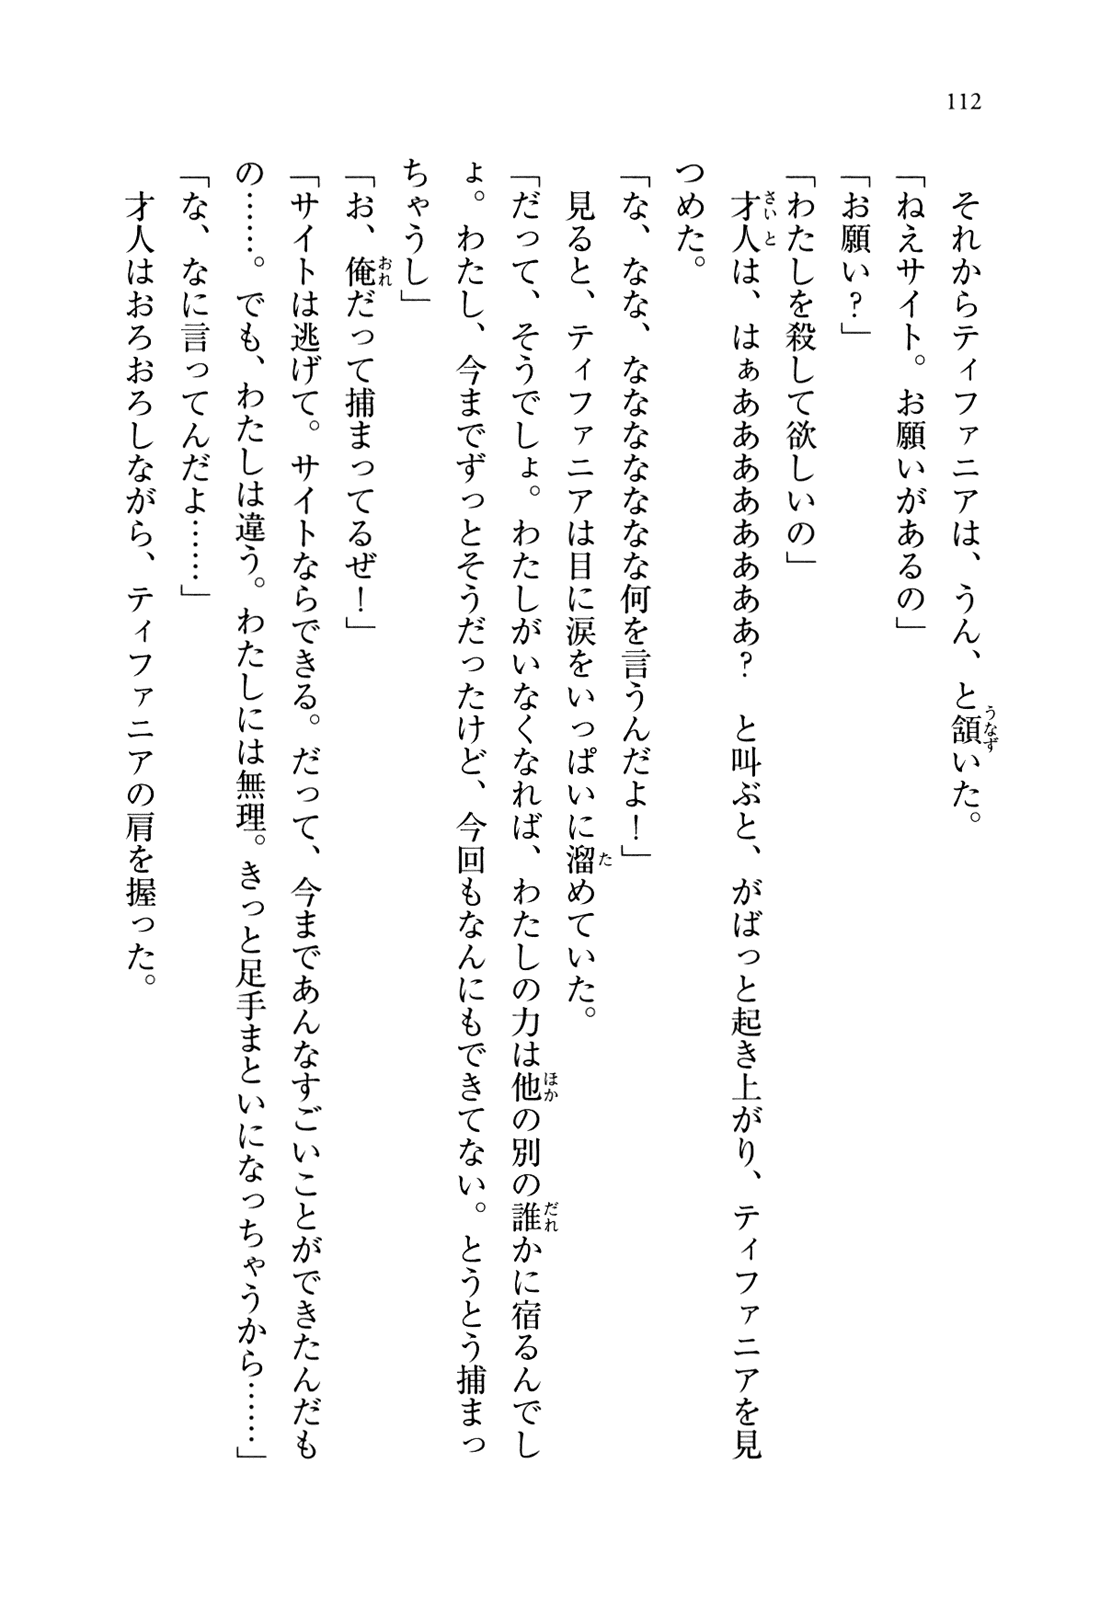 112
それからティファニアは、うん、と頷いた。
「ねえサイト。お願いがあるの」
「お願い？」
「わたしを殺して欲しいの」
才人は、はぁああああああああ？　と叫ぶと、がばっと起き上がり、ティファニアを見
つめた。
「な、なな、なななななな何を言うんだよ！」
見ると、ティファニアは目に涙をいっぱいに溜めていた。
「だって、そうでしょ。わたしがいなくなれば、わたしの力は他の別の誰かに宿るんでし
ょ。わたし、今までずっとそうだったけど、今回もなんにもできてない。とうとう捕まっ
ちゃうし」
「お、俺だって捕まってるぜ！」
「サイトは逃げて。サイトならできる。だって、今まであんなすごいことができたんだも
の……。でも、わたしは違う。わたしには無理。きっと足手まといになっちゃうから……」
「な、なに言ってんだよ……」
才人はおろおろしながら、ティファニアの肩を握った。